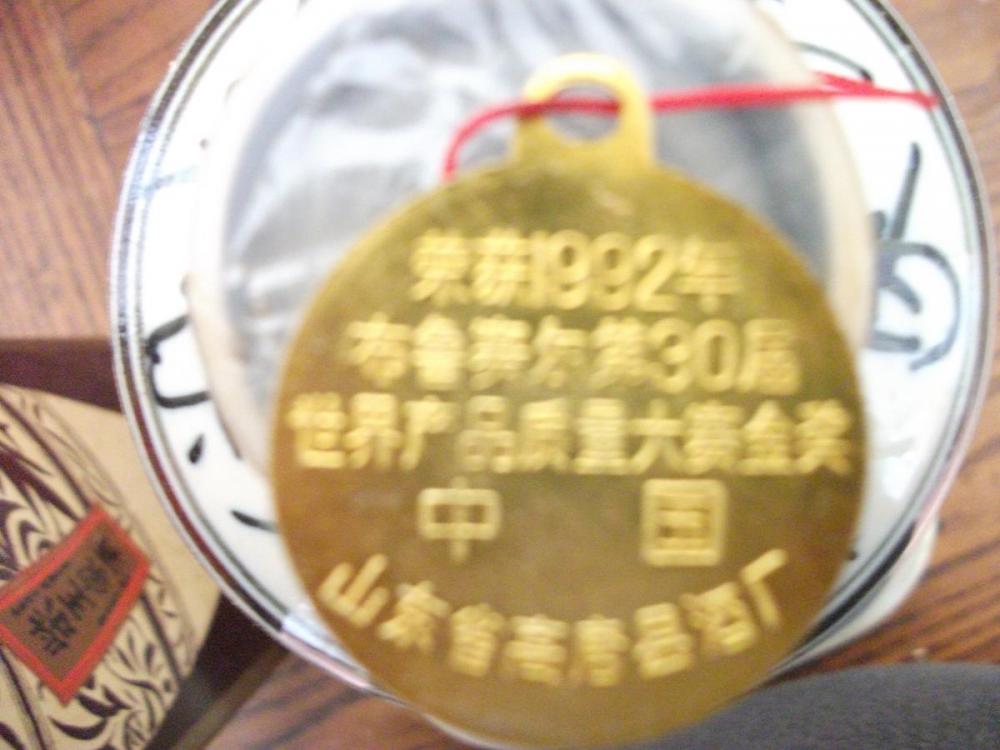 荣获1992年
布鲁赛尔第30届
世界产品质量大赛金奖
中 国
山东省高唐品酒厂